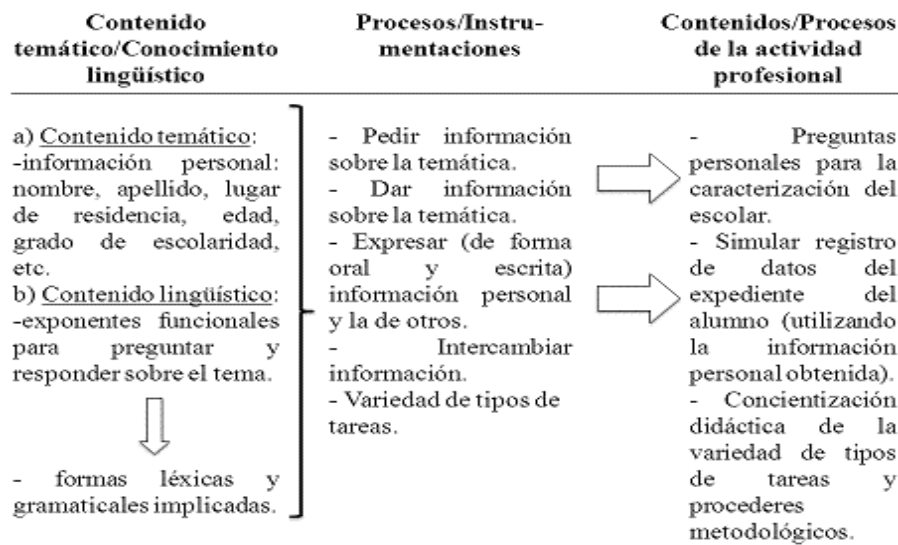 Contenido
temático/Conocimiento
lingüístico
Procesos/Instru-
mentaciones
Contenidos/Procesos
de la actividad
profesional
a) Contenido temático:
-información personal:
nombre, apellido, lugar
de residencia, edad,
grado de escolaridad,
etc.
b) Contenido lingüístico:
-exponentes funcionales
para preguntar y
responder sobre el tema.
- formas léxicas y
gramaticales implicadas.
- Pedir información
sobre la temática.
- Dar información
sobre la temática.
- Expresar (de forma
oral y escrita)
información personal
y la de otros.
- Intercambiar
información.
- Variedad de tipos de
tareas.
- Preguntas
personales para la
caracterización del
escolar.
- Simular registro
de datos del
expediente del
alumno (utilizando
la información
personal obtenida).
- Concientización
didáctica de la
variedad de tipos
de tareas y
procederes
metodológicos.